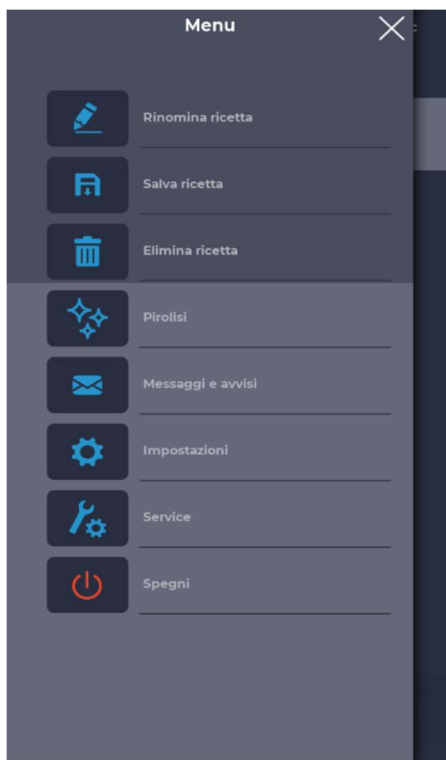 Menu
Rinomina ricetta
Salva ricetta
Elimina ricetta
Pirolisi
Messaggi e avvisi
Impostazioni
Service
Spegni